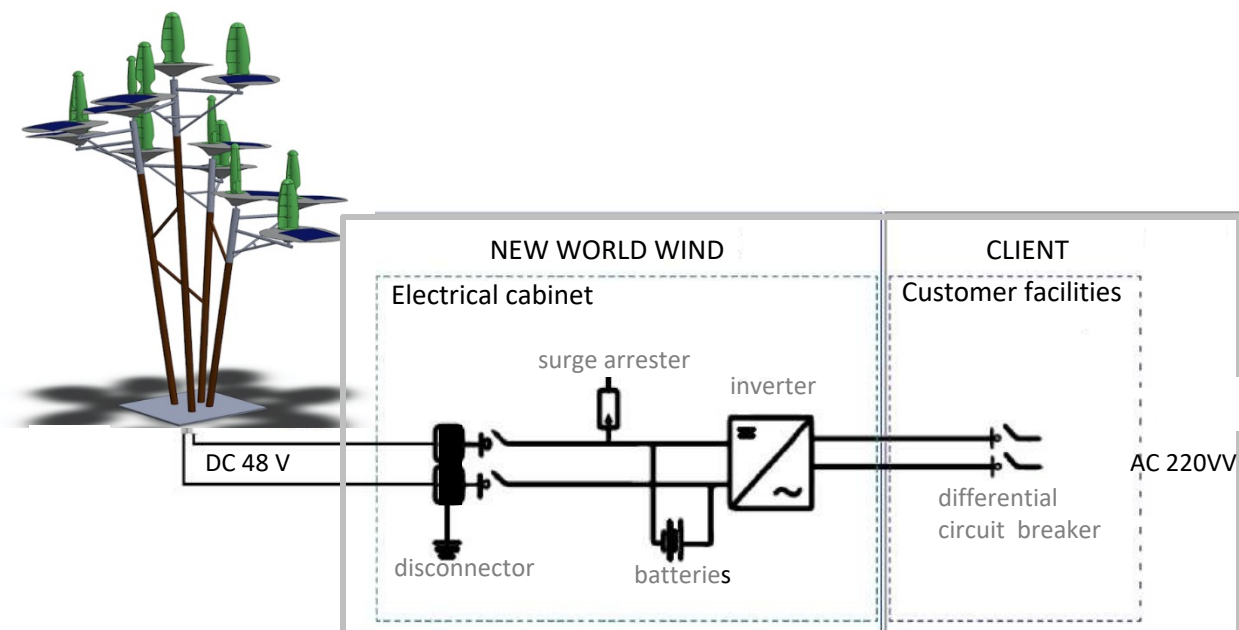 NEW WORLD WIND
CLIENT
Electrical cabinet
Customer facilities
surge arrester
inverter
DC 48 V
AC 220VV
differential
circuit breaker
disconnector
batteries